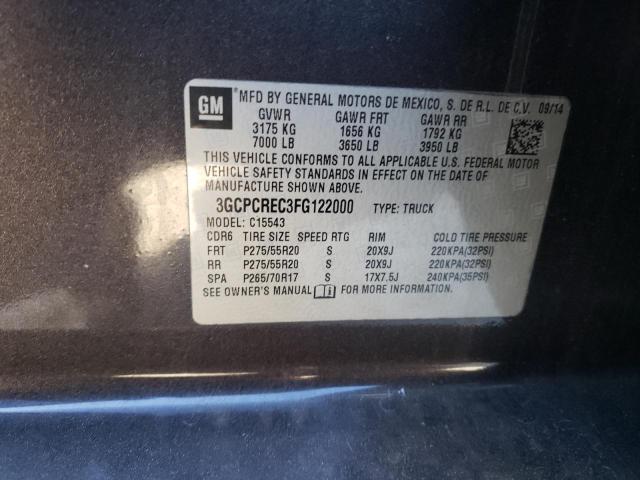 GM MFD BY GENERAL MOTORS DE MEXICO, S. DE R.L. DE C.V. 09/14
GVWR GAWR FRT GAWR RR
3175 KG 1656 KG 1792 KG
7000 LB 3650 LB 3950 LB
THIS VEHICLE CONFORMS TO ALL APPLICABLE U.S. FEDERAL MOTOR
VEHICLE SAFETY STANDARDS IN EFFECT ON THE DATE OF
MANUFACTURE SHOWN ABOVE.
3GCPCREC3FG122000 TYPE: TRUCK
MODEL: C15543
CDR6 TIRE SIZE SPEED RTG RIM COLD TIRE PRESSURE
FRT P275/55R20 S 20X9J 220KPA(32PSI)
RR P275/55R20 S 20X9J 220KPA(32PSI)
SPA P265/70R17 S 17X7.5J 240KPA(35PSI)
SEE OWNER'S MANUAL FOR MORE INFORMATION.